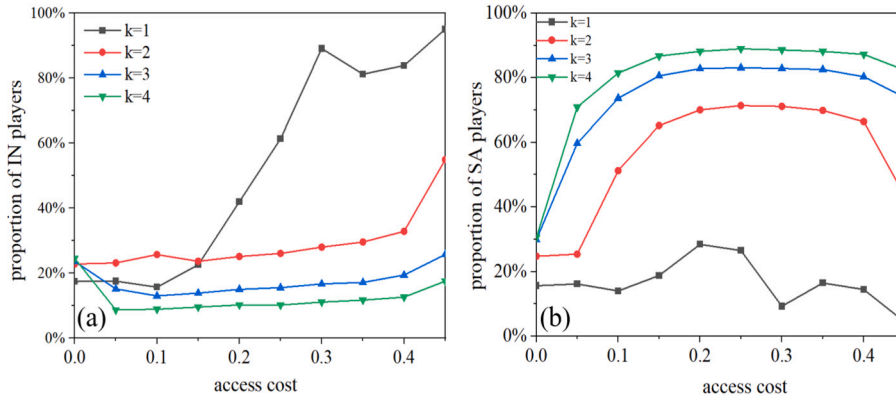 100%
80%
60%
40%
20%
0%
proportion of IN players
k=1
k=2
k=3
k=4
(a)
0.0
0.1
0.2
0.3
0.4
access cost
100%
80%
60%
40%
20%
0%
proportion of SA players
k=1
k=2
k=3
k=4
(b)
0.0
0.1
0.2
0.3
0.4
access cost